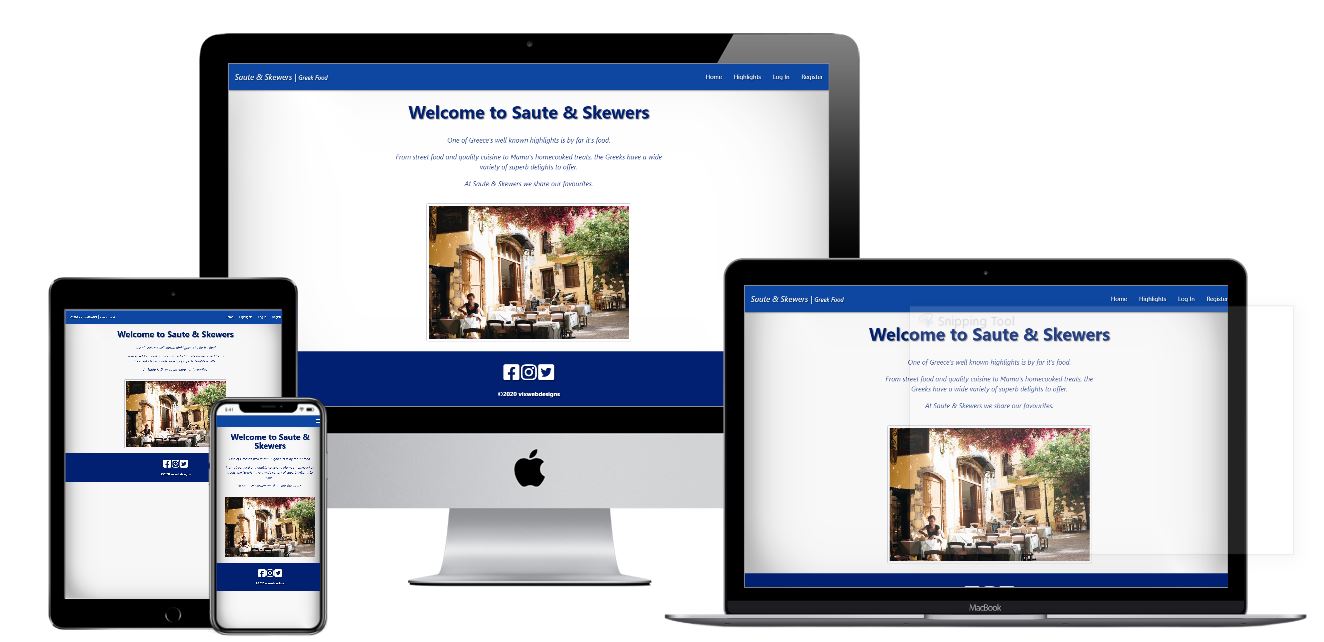 Saute & Skewers | Greek Food
Home Highlights Log In Register
Welcome to Saute & Skewers
One of Greece's well known highlights is by far it's food.
From street food and quality cuisine to Mama's homecooked treats, the Greeks have a wide
variety of superb delights to offer.
At Saute & Skewers we share our favourites.
©2020 vixwebdesigns
Welcome to Saute & Skewers
Welcome to Saute &
Skewers
Saute & Skewers | Greek Food
Home Highlights Log In Register
Snipping Tool
Welcome to Saute & Skewers
One of Greece's well known highlights is by far it's food.
From street food and quality cuisine to Mama's homecooked treats, the
Greeks have a wide variety of superb delights to offer.
At Saute & Skewers we share our favourites.
MacBook